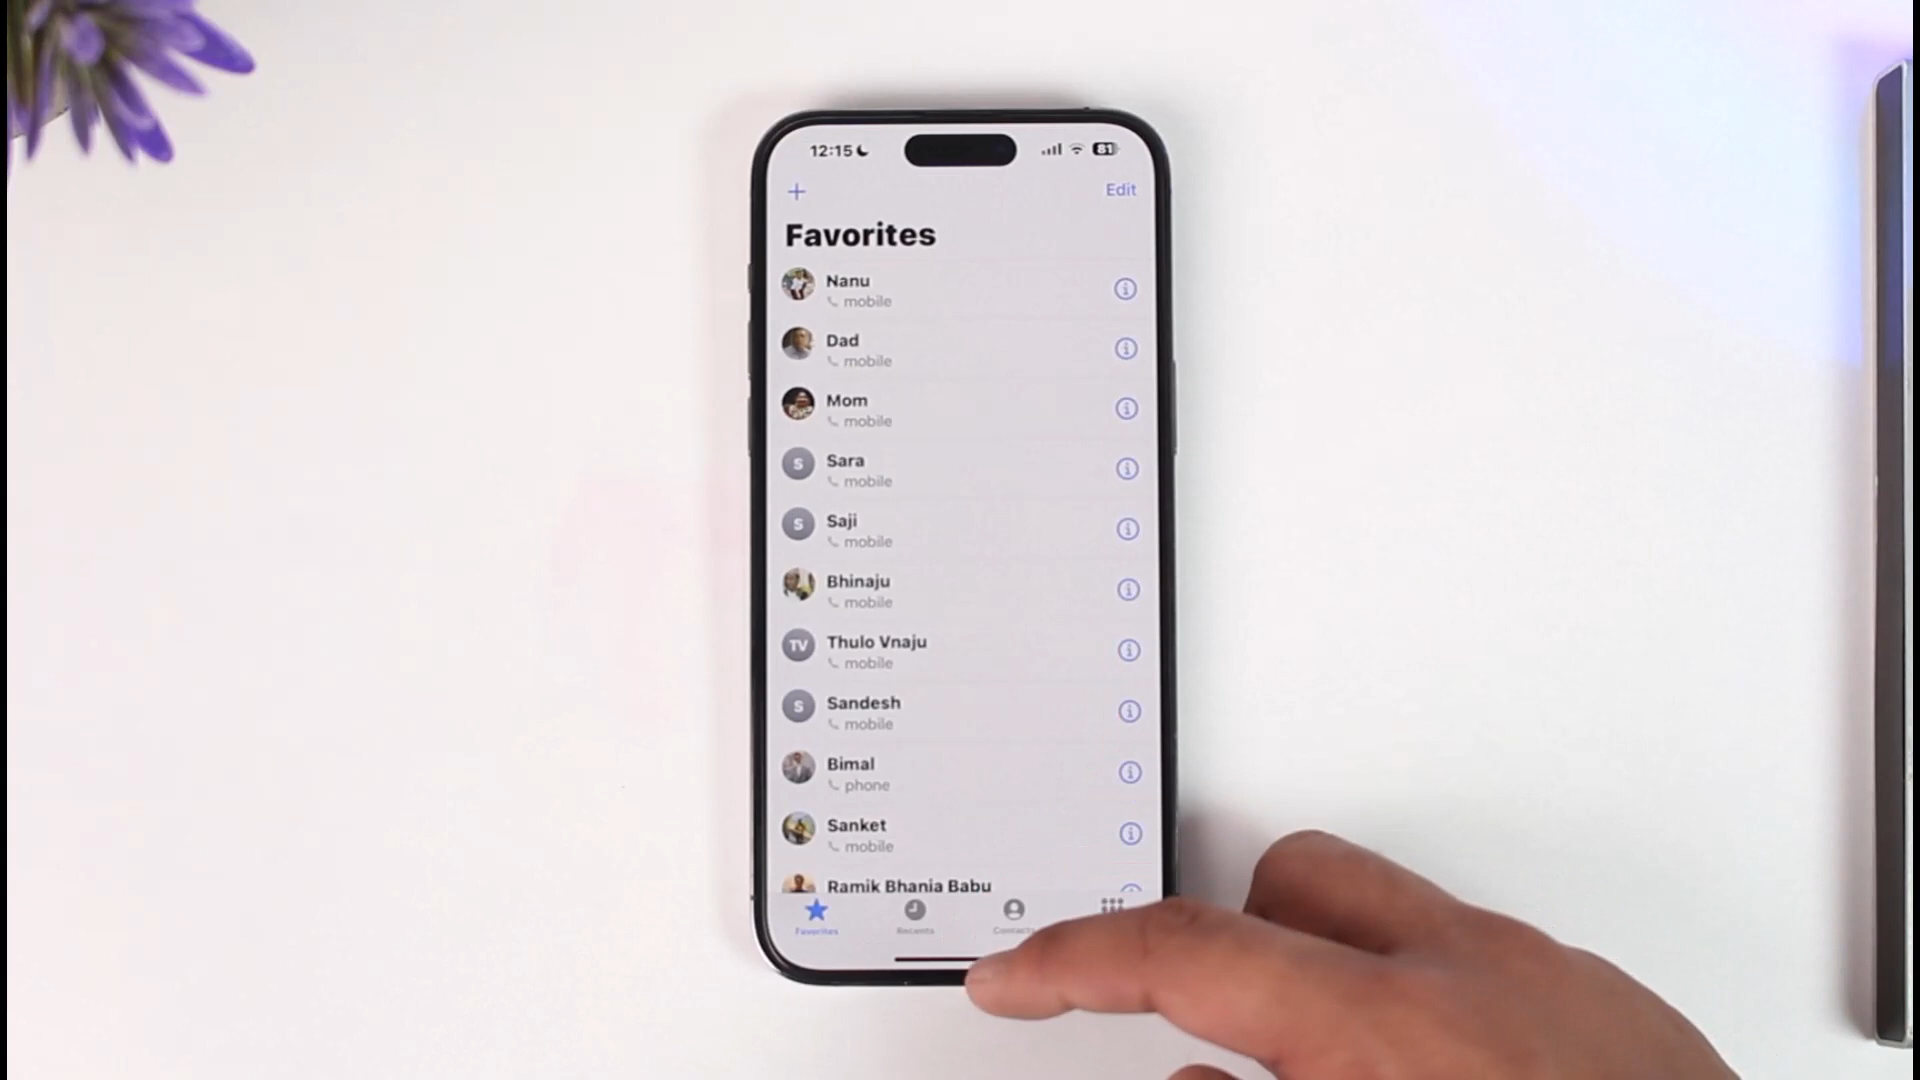 12:15
81
Edit
Favorites
Nanu
mobile
Dad
mobile
Mom
mobile
S
Sara
mobile
S
Saji
mobile
Bhinaju
mobile
TV
Thulo Vnaju
mobile
S
Sandesh
mobile
Bimal
phone
Sanket
mobile
Ramik Bhania Babu
Favorites
Recents
Contacts